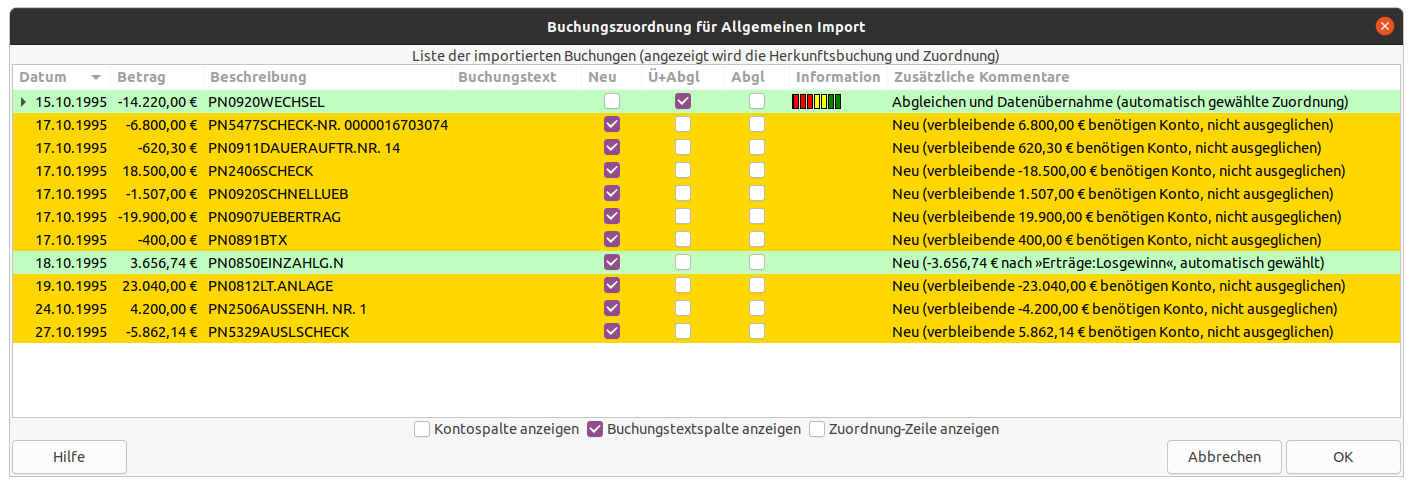 Buchungszuordnung für Allgemeinen Import
Liste der importierten Buchungen (angezeigt wird die Herkunftsbuchung und Zuordnung)
Datum Betrag Beschreibung Buchungstext Neu Ü+Abgl Abgl Information Zusätzliche Kommentare
15.10.1995 -14.220,00 € PN0920WECHSEL Abgleichen und Datenübernahme (automatisch gewählte Zuordnung)
17.10.1995 -6.800,00 € PN5477SCHECK-NR. 0000016703074 Neu (verbleibende 6.800,00 € benötigen Konto, nicht ausgeglichen)
17.10.1995 -620,30 € PN0911DAUERAUFTR.NR. 14 Neu (verbleibende 620,30 € benötigen Konto, nicht ausgeglichen)
17.10.1995 18.500,00 € PN2406SCHECK Neu (verbleibende -18.500,00 € benötigen Konto, nicht ausgeglichen)
17.10.1995 -1.507,00 € PN0920SCHNELLUEB Neu (verbleibende 1.507,00 € benötigen Konto, nicht ausgeglichen)
17.10.1995 -19.900,00 € PN0907UEBERTRAG Neu (verbleibende 19.900,00 € benötigen Konto, nicht ausgeglichen)
17.10.1995 -400,00 € PN0891BTX Neu (verbleibende 400,00 € benötigen Konto, nicht ausgeglichen)
18.10.1995 3.656,74 € PN0850EINZAHLG.N Neu (-3.656,74 € nach »Erträge:Losgewinn«, automatisch gewählt)
19.10.1995 23.040,00 € PN0812LT.ANLAGE Neu (verbleibende -23.040,00 € benötigen Konto, nicht ausgeglichen)
24.10.1995 4.200,00 € PN2506AUSSENH. NR. 1 Neu (verbleibende -4.200,00 € benötigen Konto, nicht ausgeglichen)
27.10.1995 -5.862,14 € PN5329AUSLSCHECK Neu (verbleibende 5.862,14 € benötigen Konto, nicht ausgeglichen)
Kontospalte anzeigen Buchungstextspalte anzeigen Zuordnung-Zeile anzeigen
Hilfe Abbrechen OK